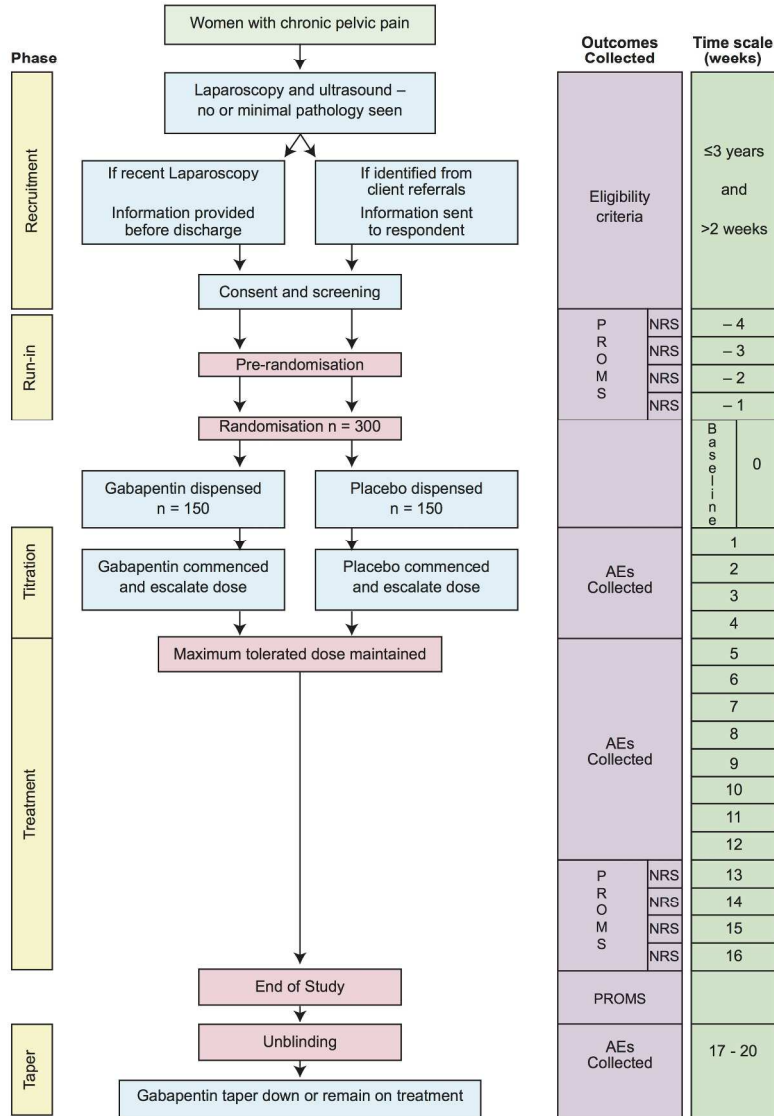 Women with chronic pelvic pain
Phase
Outcomes
Collected
Time scale
(weeks)
Recruitment
Laparoscopy and ultrasound –
no or minimal pathology seen
If recent Laparoscopy
Information provided
before discharge
If identified from
client referrals
Information sent
to respondent
Consent and screening
Eligibility
criteria
≤3 years
and
>2 weeks
Run-in
Pre-randomisation
PROMS
NRS
– 4
NRS
– 3
NRS
– 2
NRS
– 1
Randomisation n = 300
Gabapentin dispensed
n = 150
Placebo dispensed
n = 150
Baseline
0
Titration
Gabapentin commenced
and escalate dose
Placebo commenced
and escalate dose
AEs
Collected
1
2
3
4
Treatment
Maximum tolerated dose maintained
AEs
Collected
5
6
7
8
9
10
11
12
PROMS
NRS
13
NRS
14
NRS
15
NRS
16
End of Study
PROMS
Taper
Unblinding
Gabapentin taper down or remain on treatment
AEs
Collected
17 - 20